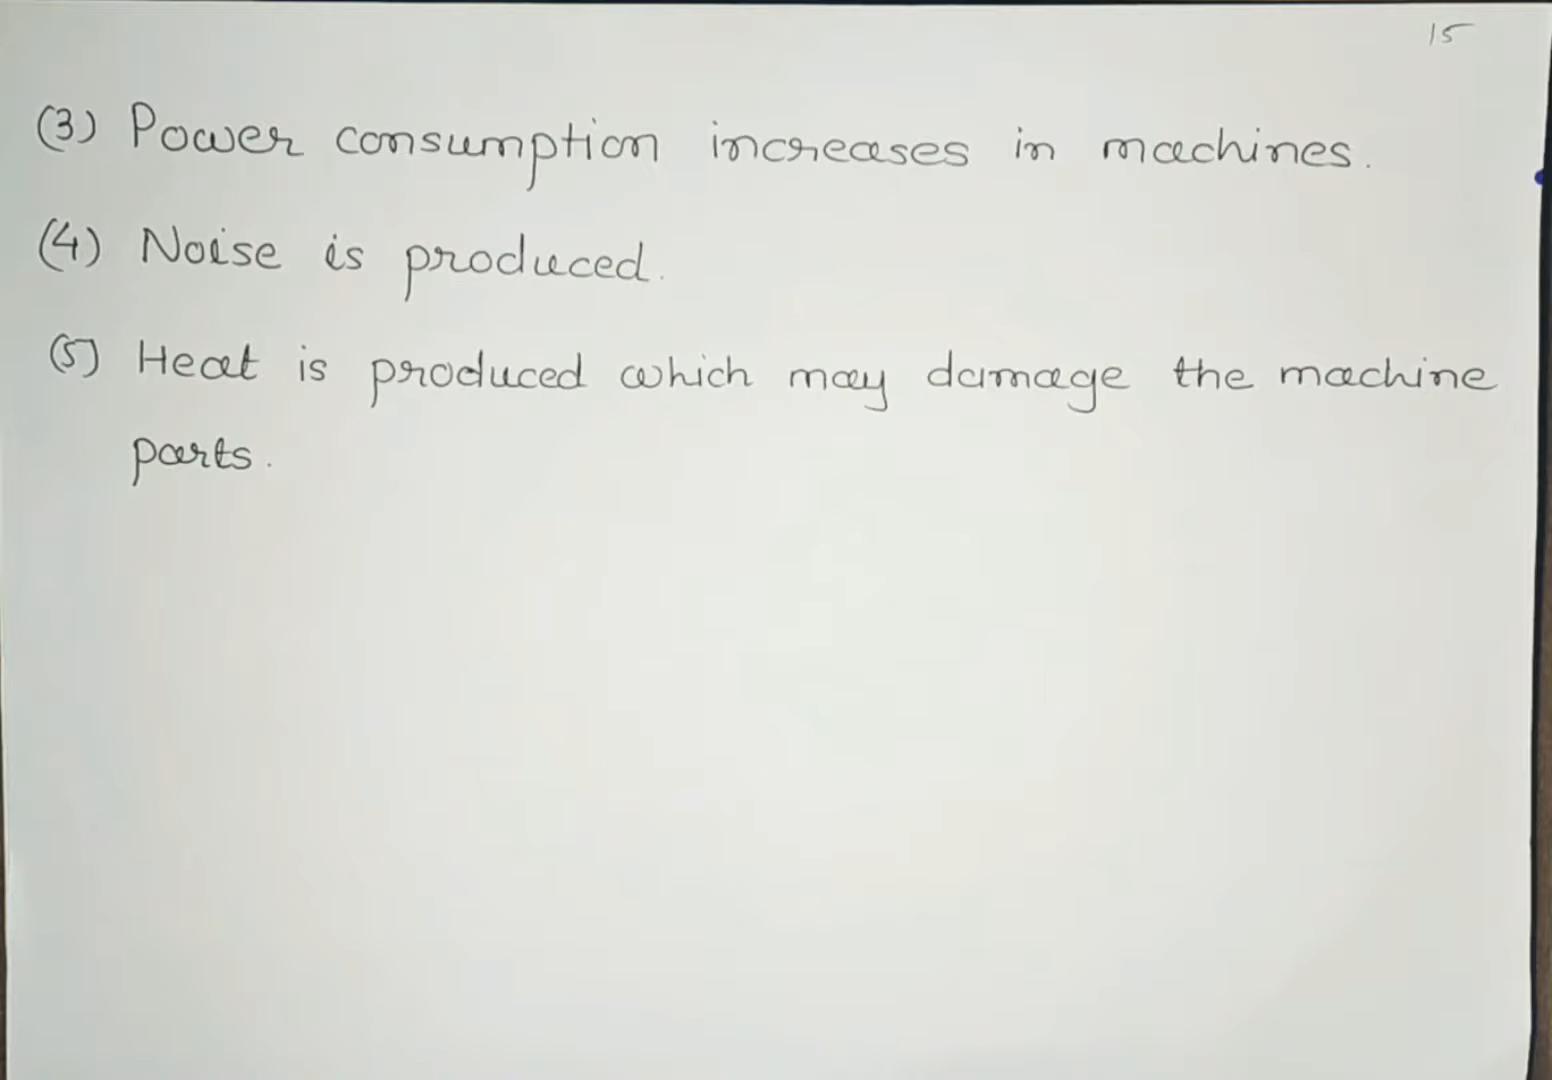 15
(3) Power consumption increases in machines.
(4) Noise is produced.
(5) Heat is produced which may damage the machine
parts.